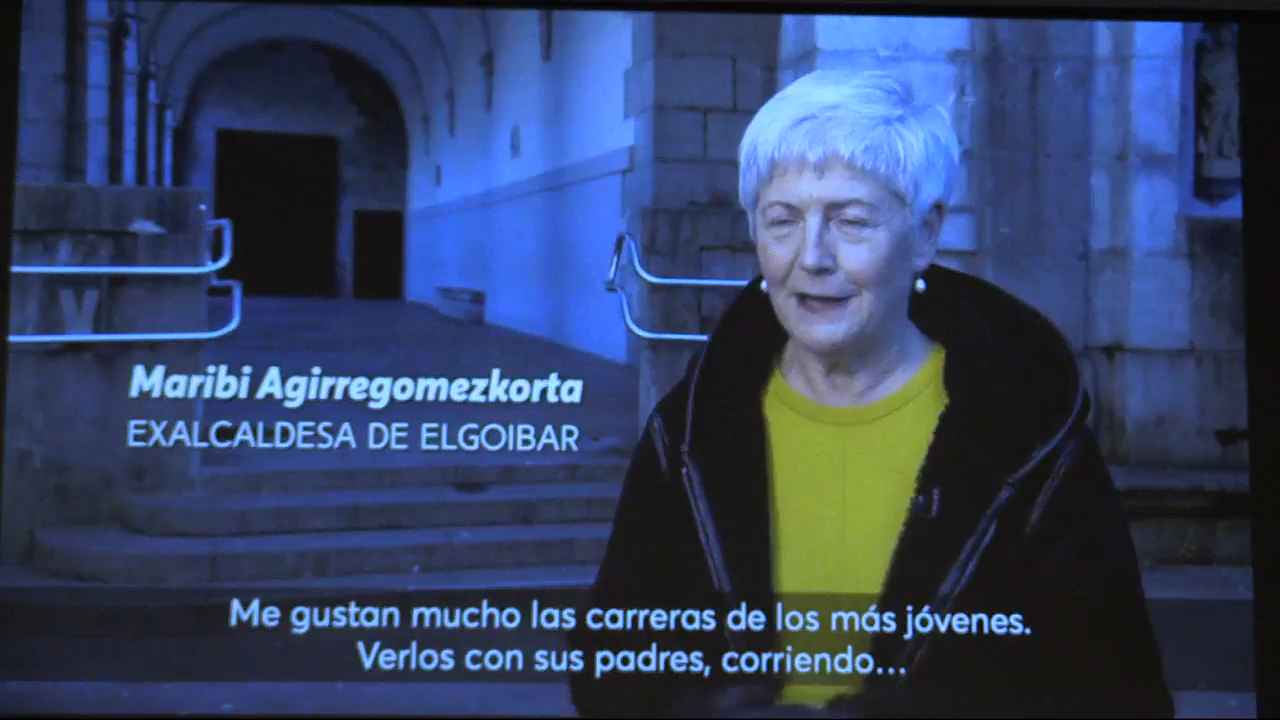 Maribi Agirregomezkorta
EXALCALDESA DE ELGOIBAR
Me gustan mucho las carreras de los más jóvenes.
Verlos con sus padres, corriendo...